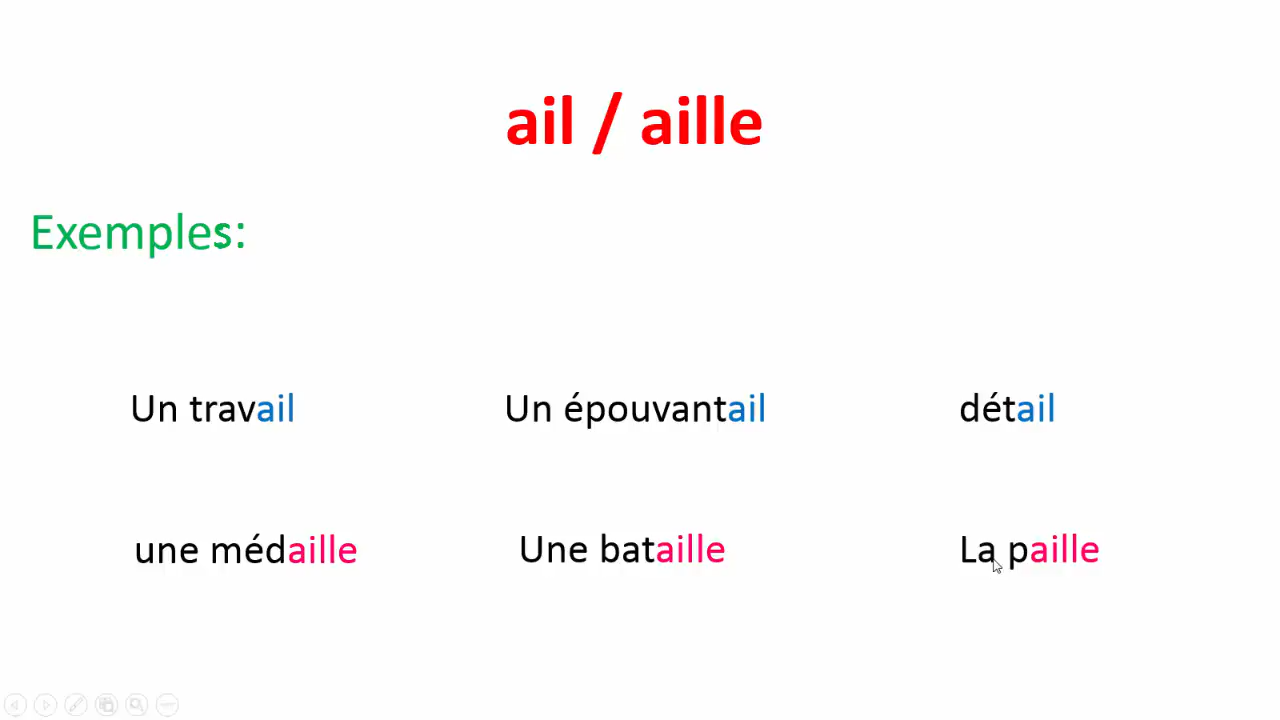 ail / aille
Exemples:
Un travail Un épouvantail détail
une médaille Une bataille La paille